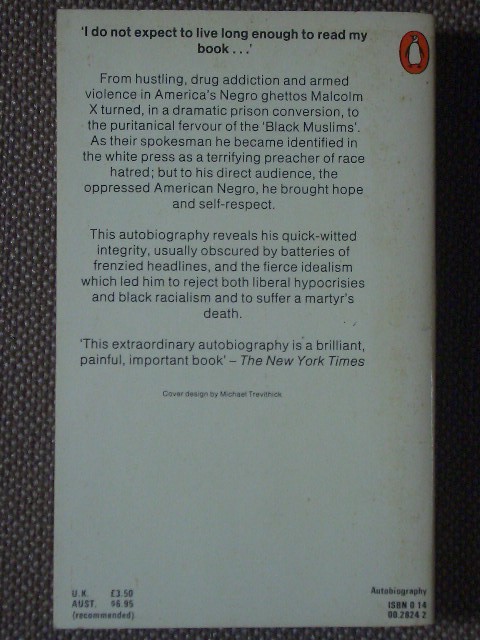 'I do not expect to live long enough to read my
book ...'
From hustling, drug addiction and armed
violence in America's Negro ghettos Malcolm
X turned, in a dramatic prison conversion, to
the puritanical fervour of the 'Black Muslims'.
As their spokesman he became identified in
the white press as a terrifying preacher of race
hatred; but to his direct audience, the
oppressed American Negro, he brought hope
and self-respect.
This autobiography reveals his quick-witted
integrity, usually obscured by batteries of
frenzied headlines, and the fierce idealism
which led him to reject both liberal hypocrisies
and black racialism and to suffer a martyr's
death.
'This extraordinary autobiography is a brilliant,
painful, important book' – The New York Times
Cover design by Michael Trevithick
U.K. £3.50
AUST. $6.95
(recommended)
Autobiography
ISBN 0 14
00.2824 2